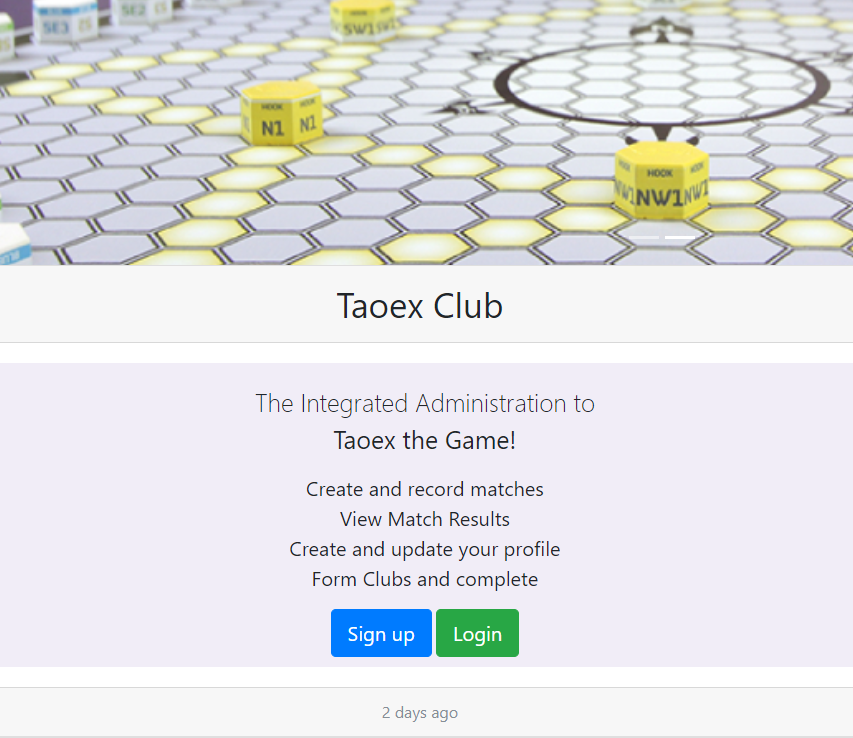 SE3
SE2
SW1
HOOK
HOOK
N1
N1
HOOK
NW1
NW1
NW1
Taoex Club
The Integrated Administration to
Taoex the Game!
Create and record matches
View Match Results
Create and update your profile
Form Clubs and complete
Sign up
Login
2 days ago